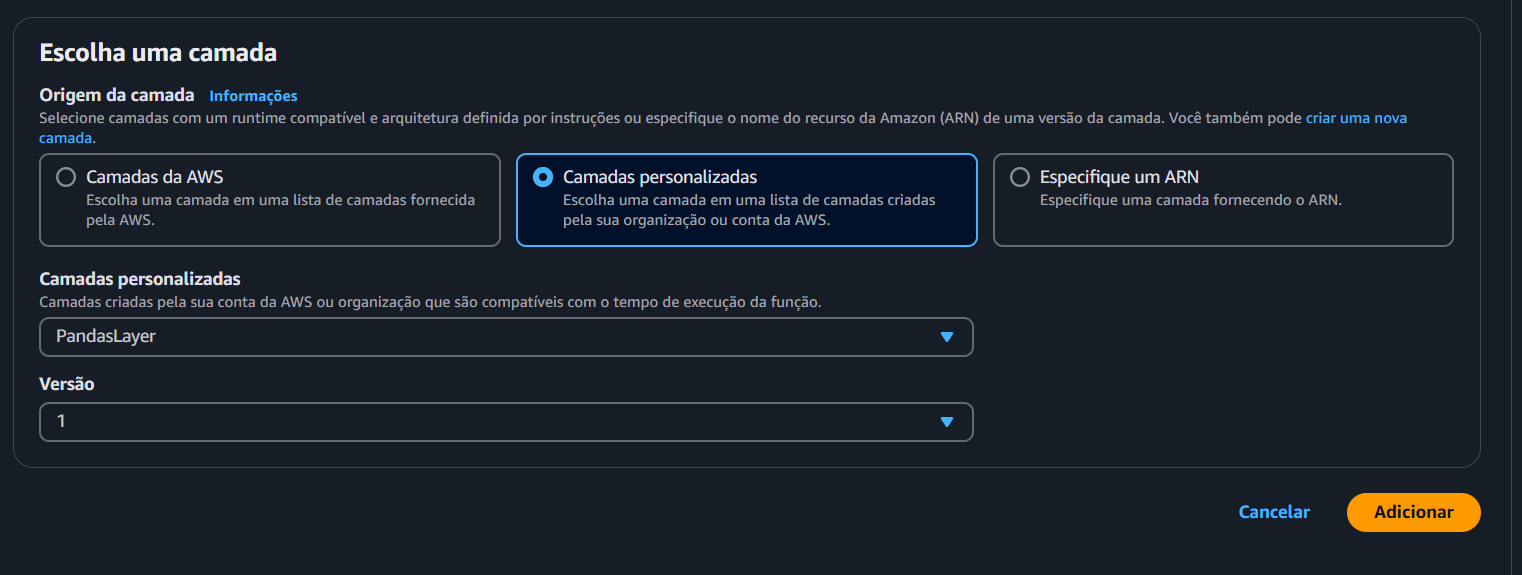 Escolha uma camada
Origem da camada Informações
Selecione camadas com um runtime compatível e arquitetura definida por instruções ou especifique o nome do recurso da Amazon (ARN) de uma versão da camada. Você também pode criar uma nova
camada.
Camadas da AWS
Escolha uma camada em uma lista de camadas fornecida
pela AWS.
Camadas personalizadas
Escolha uma camada em uma lista de camadas criadas
pela sua organização ou conta da AWS.
Especifique um ARN
Especifique uma camada fornecendo o ARN.
Camadas personalizadas
Camadas criadas pela sua conta da AWS ou organização que são compatíveis com o tempo de execução da função.
PandasLayer
Versão
1
Cancelar Adicionar